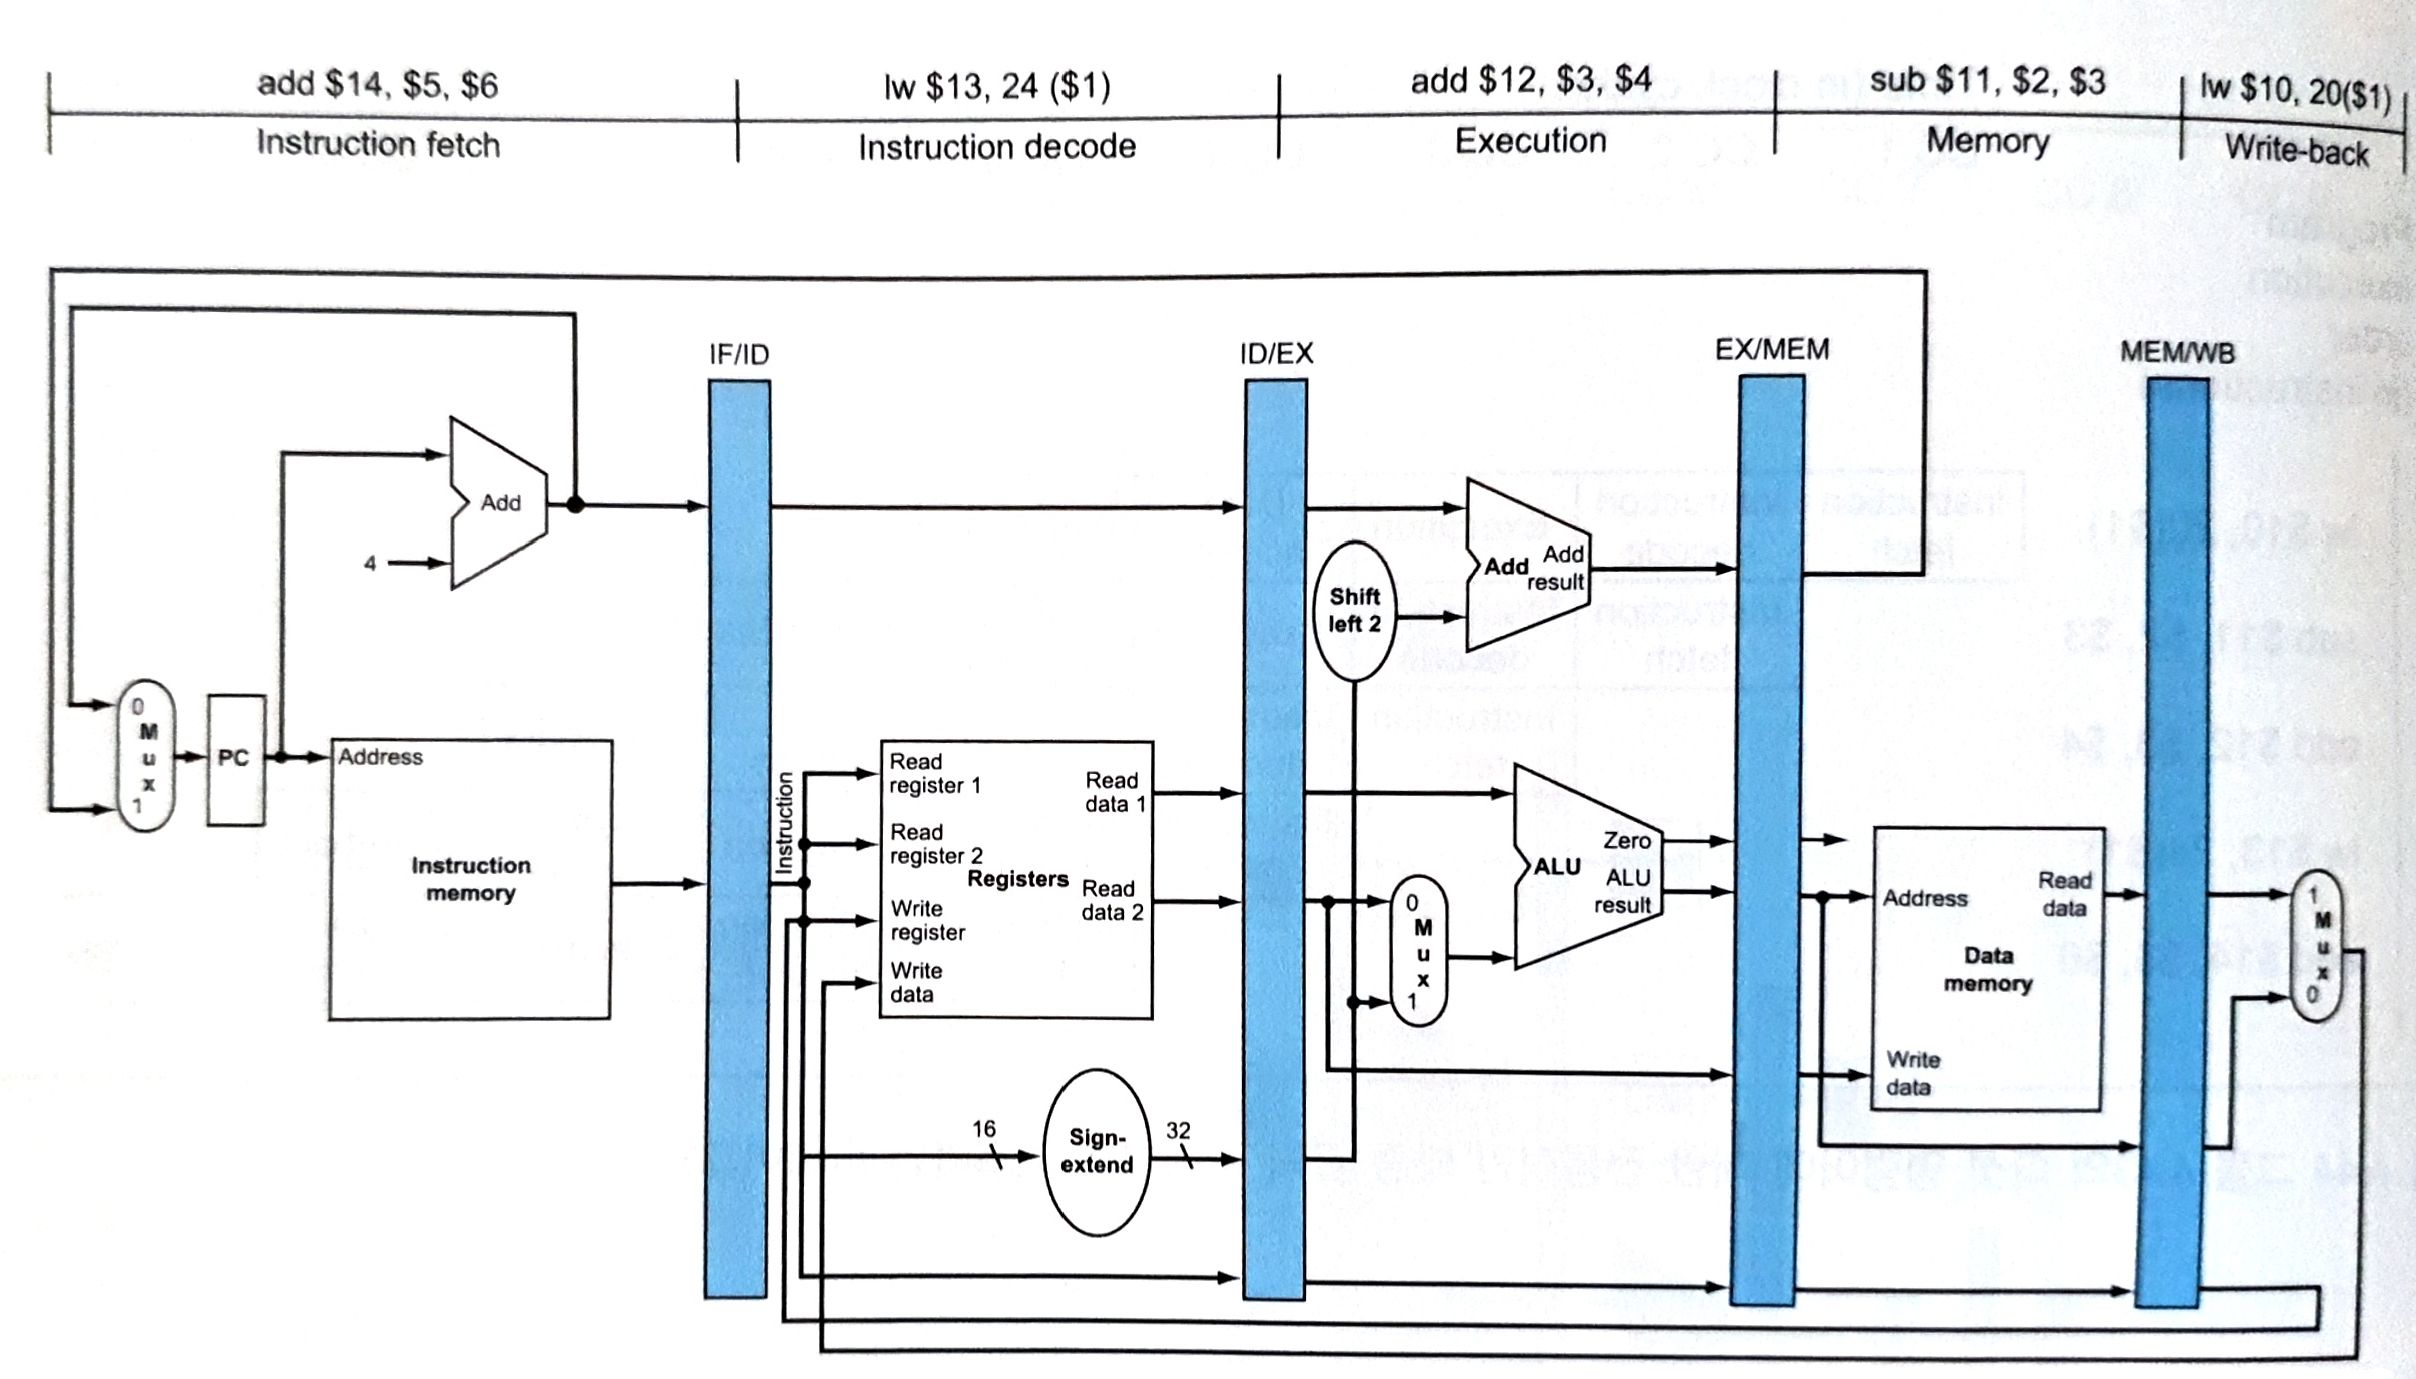 add $14, $5, $6
lw $13, 24 ($1)
add $12, $3, $4
sub $11, $2, $3
lw $10, 20($1)
Instruction fetch
Instruction decode
Execution
Memory
Write-back
IF/ID
ID/EX
EX/MEM
MEM/WB
Add
4
Add
Add
result
Shift
left 2
0
M
u
x
1
PC
Address
Instruction
memory
Instruction
Read
register 1
Read
register 2
Write
register
Write
data
Registers
Read
data 1
Read
data 2
16
Sign-
extend
32
0
M
u
x
1
ALU
Zero
ALU
result
Address
Read
data
Data
memory
Write
data
1
M
u
x
0